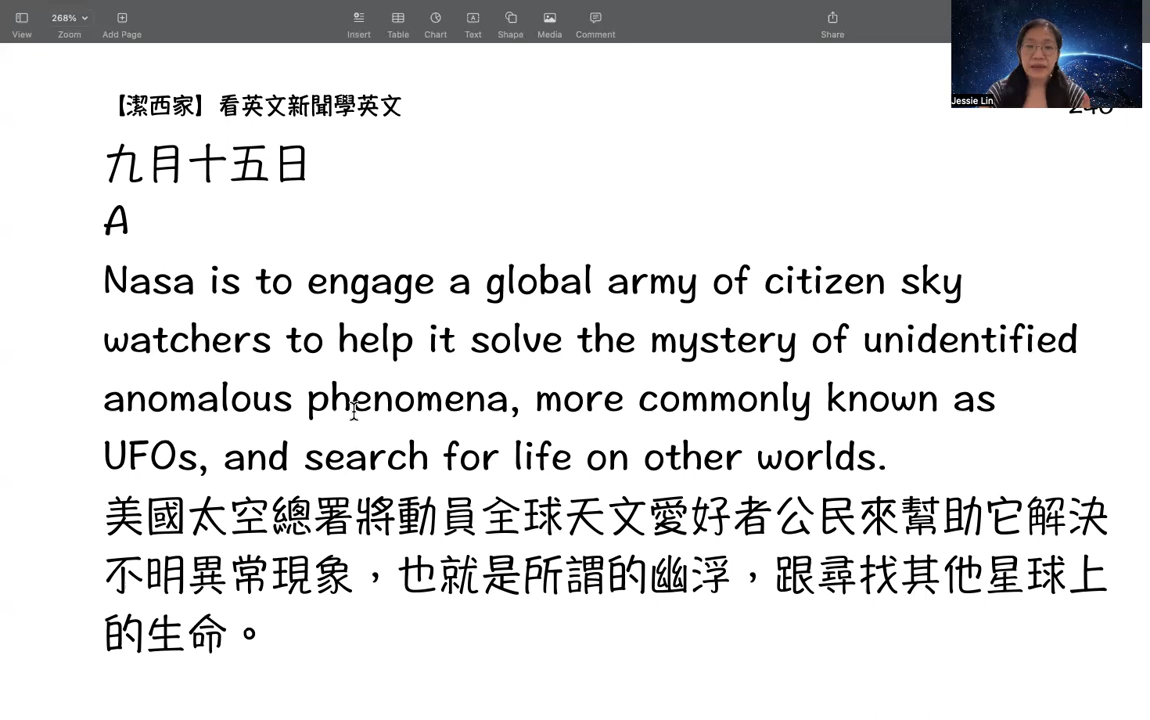 268%
View
Zoom
Add Page
Insert
Table
Chart
Text
Shape
Media
Comment
Share
Jessie Lin
【潔西家】看英文新聞學英文
九月十五日
A
Nasa is to engage a global army of citizen sky
watchers to help it solve the mystery of unidentified
anomalous phenomena, more commonly known as
UFOs, and search for life on other worlds.
美國太空總署將動員全球天文愛好者公民來幫助它解決
不明異常現象，也就是所謂的幽浮，跟尋找其他星球上
的生命。